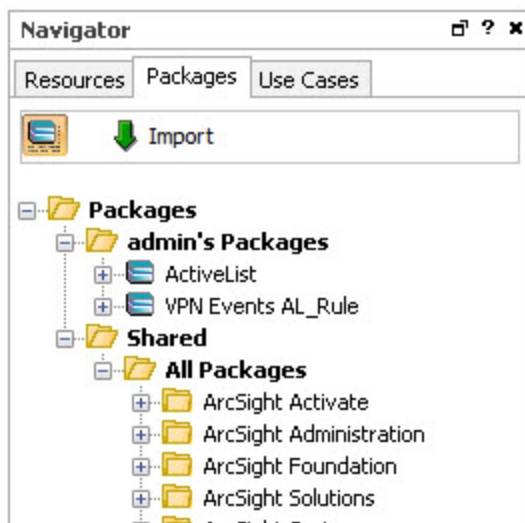 Navigator
Resources Packages Use Cases
Import
Packages
admin's Packages
ActiveList
VPN Events AL_Rule
Shared
All Packages
ArcSight Activate
ArcSight Administration
ArcSight Foundation
ArcSight Solutions